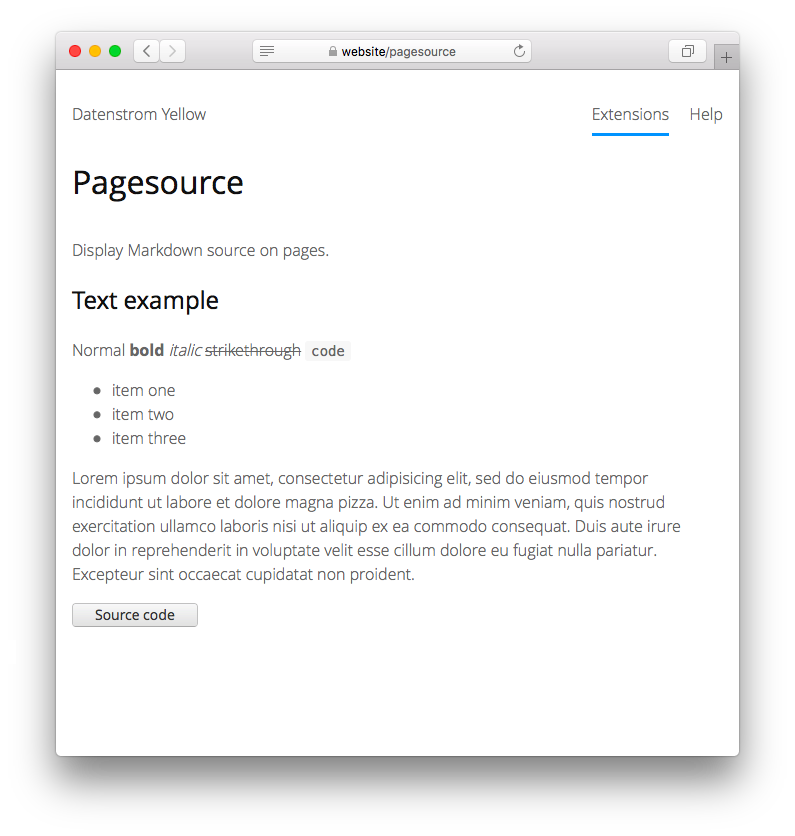 website/pagesource
Datenstrom Yellow
Extensions
Help
Pagesource
Display Markdown source on pages.
Text example
Normal bold italic strikethrough code
item one
item two
item three
Lorem ipsum dolor sit amet, consectetur adipisicing elit, sed do eiusmod tempor
incididunt ut labore et dolore magna pizza. Ut enim ad minim veniam, quis nostrud
exercitation ullamco laboris nisi ut aliquip ex ea commodo consequat. Duis aute irure
dolor in reprehenderit in voluptate velit esse cillum dolore eu fugiat nulla pariatur.
Excepteur sint occaecat cupidatat non proident.
Source code